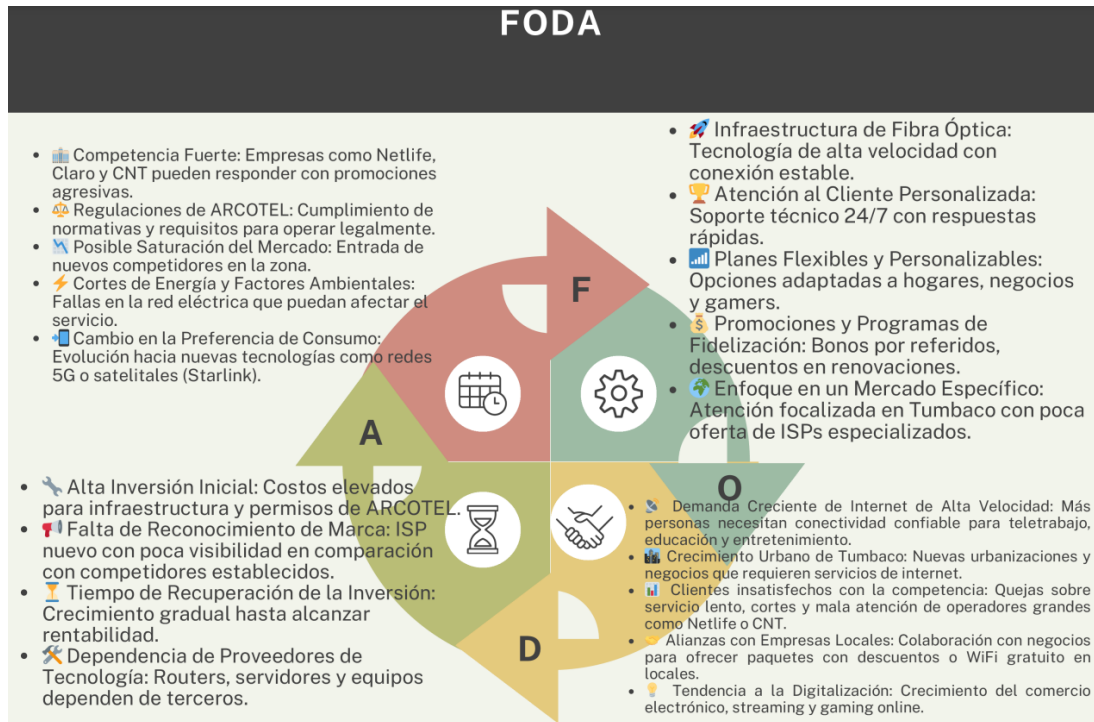 FODA
• 🏙️ Competencia Fuerte: Empresas como Netlife,
Claro y CNT pueden responder con promociones
agresivas.
• ⚖️ Regulaciones de ARCOTEL: Cumplimiento de
normativas y requisitos para operar legalmente.
• 📉 Posible Saturación del Mercado: Entrada de
nuevos competidores en la zona.
• ⚡ Cortes de Energía y Factores Ambientales:
Fallas en la red eléctrica que puedan afectar el
servicio.
• 📲 Cambio en la Preferencia de Consumo:
Evolución hacia nuevas tecnologías como redes
5G o satelitales (Starlink).
• 🚀 Infraestructura de Fibra Óptica:
Tecnología de alta velocidad con
conexión estable.
• 🏆 Atención al Cliente Personalizada:
Soporte técnico 24/7 con respuestas
rápidas.
• 📶 Planes Flexibles y Personalizables:
Opciones adaptadas a hogares, negocios
y gamers.
• 💰 Promociones y Programas de
Fidelización: Bonos por referidos,
descuentos en renovaciones.
• 🌍 Enfoque en un Mercado Específico:
Atención focalizada en Tumbaco con poca
oferta de ISPs especializados.
F
A
O
D
• 🔧 Alta Inversión Inicial: Costos elevados
para infraestructura y permisos de ARCOTEL.
• 📢 Falta de Reconocimiento de Marca: ISP
nuevo con poca visibilidad en comparación
con competidores establecidos.
• ⏳ Tiempo de Recuperación de la Inversión:
Crecimiento gradual hasta alcanzar
rentabilidad.
• 🛠️ Dependencia de Proveedores de
Tecnología: Routers, servidores y equipos
dependen de terceros.
• 📡 Demanda Creciente de Internet de Alta Velocidad: Más
personas necesitan conectividad confiable para teletrabajo,
educación y entretenimiento.
• 🏙️ Crecimiento Urbano de Tumbaco: Nuevas urbanizaciones y
negocios que requieren servicios de internet.
• 📊 Clientes insatisfechos con la competencia: Quejas sobre
servicio lento, cortes y mala atención de operadores grandes
como Netlife o CNT.
• 🤝 Alianzas con Empresas Locales: Colaboración con negocios
para ofrecer paquetes con descuentos o WiFi gratuito en
locales.
• 💡 Tendencia a la Digitalización: Crecimiento del comercio
electrónico, streaming y gaming online.